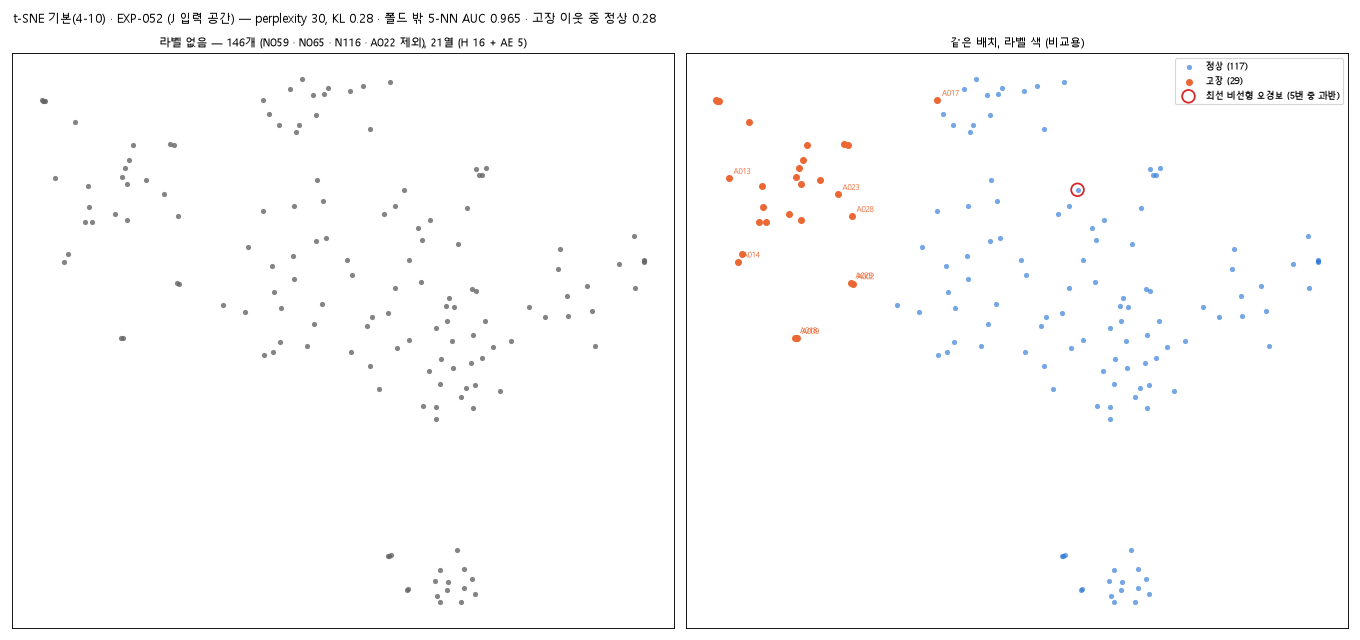 t-SNE 기본(4-10) · EXP-052 (J 입력 공간) — perplexity 30, KL 0.28 · 폴드 밖 5-NN AUC 0.965 · 고장 이웃 중 정상 0.28
라벨 없음 — 146개 (N059 · N065 · N116 · A022 제외), 21열 (H 16 + AE 5)
같은 배치, 라벨 색 (비교용)
정상 (117)
고장 (29)
최선 비선형 오경보 (5번 중 과반)
A017
A013
A023
A028
A014